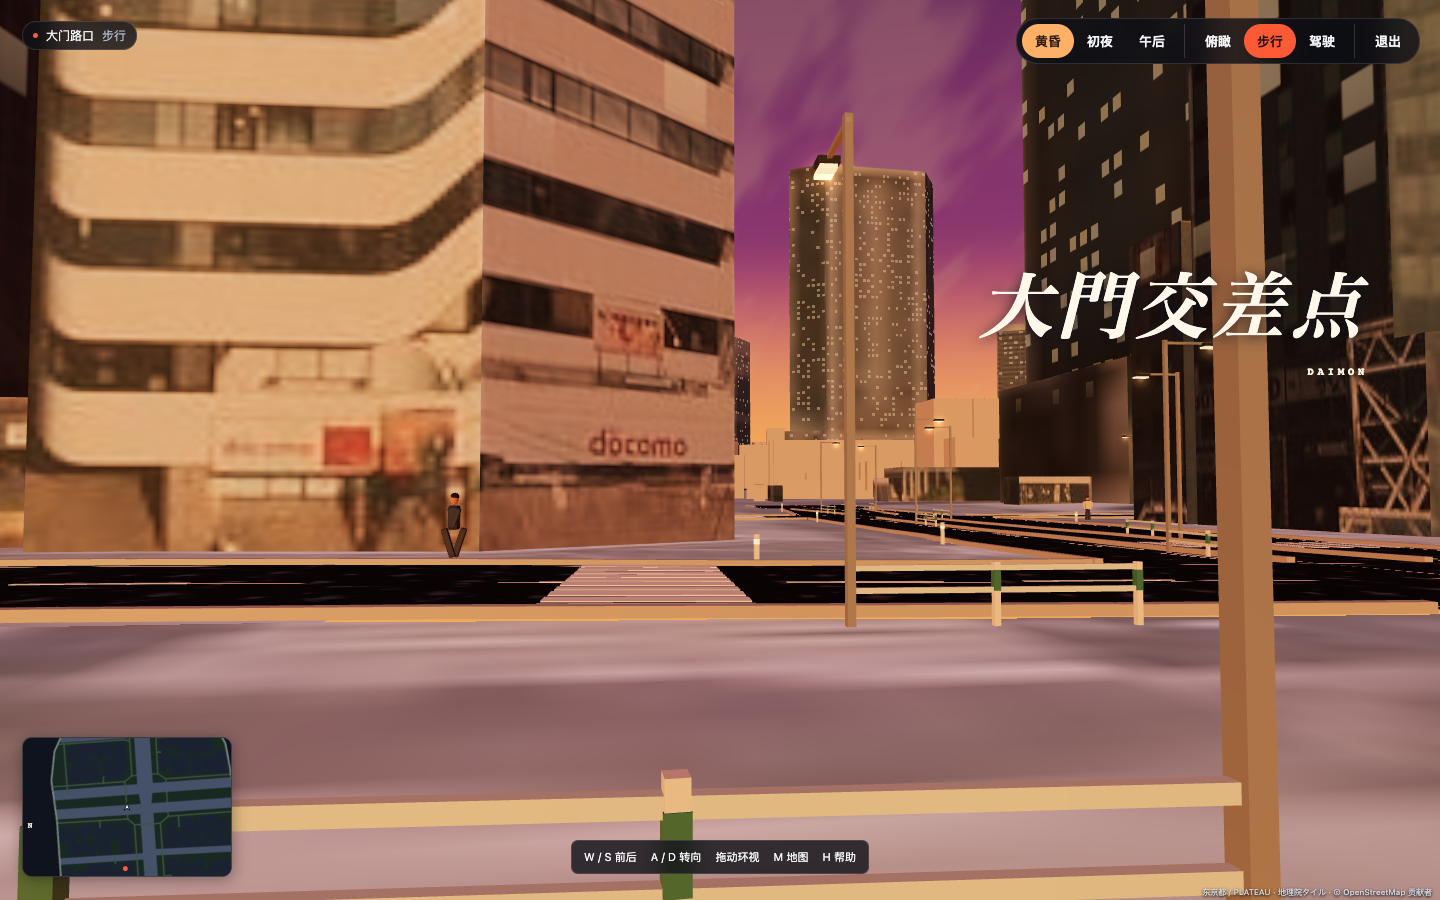 大门路口 步行
黄昏 初夜 午后 俯瞰 步行 驾驶 退出
大門交差点
DAIMON
docomo
N
W / S 前后 A / D 转向 拖动环视 M 地图 H 帮助
东京都 / PLATEAU · 地理院タイル · © OpenStreetMap 贡献者